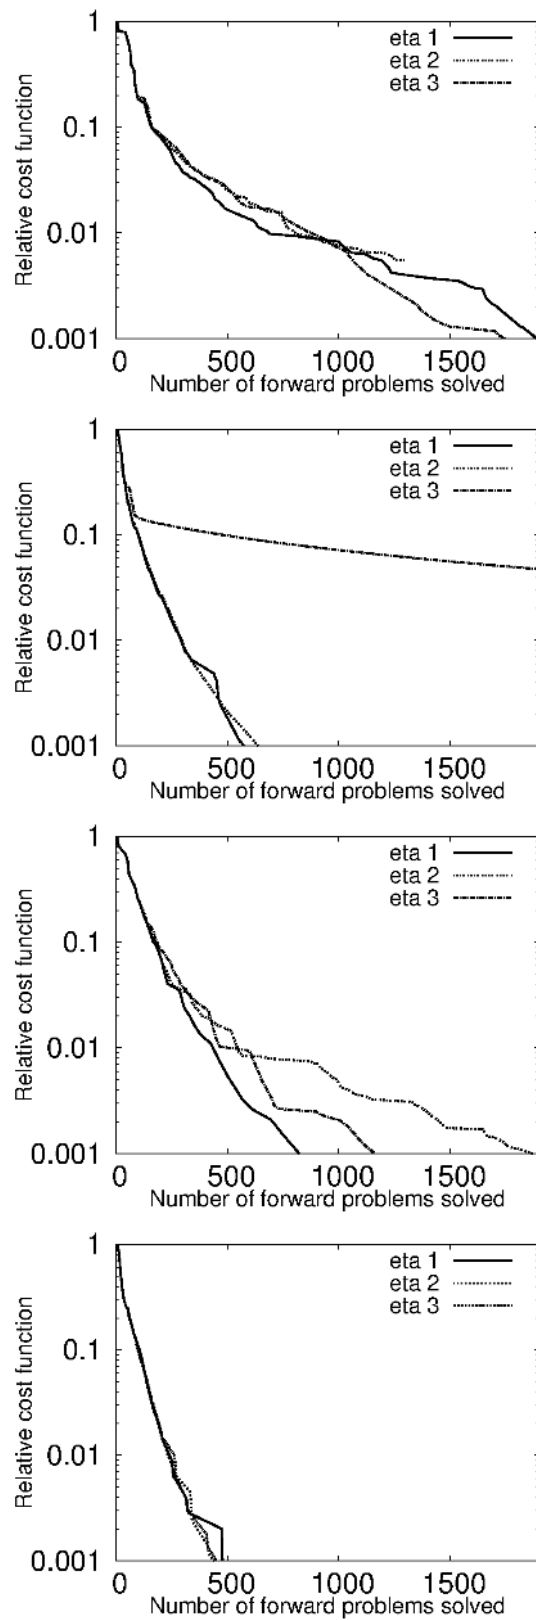 1
eta 1
eta 2
eta 3
0.1
0.01
0.001
Relative cost function
0 500 1000 1500
Number of forward problems solved
1
eta 1
eta 2
eta 3
0.1
0.01
0.001
Relative cost function
0 500 1000 1500
Number of forward problems solved
1
eta 1
eta 2
eta 3
0.1
0.01
0.001
Relative cost function
0 500 1000 1500
Number of forward problems solved
1
eta 1
eta 2
eta 3
0.1
0.01
0.001
Relative cost function
0 500 1000 1500
Number of forward problems solved